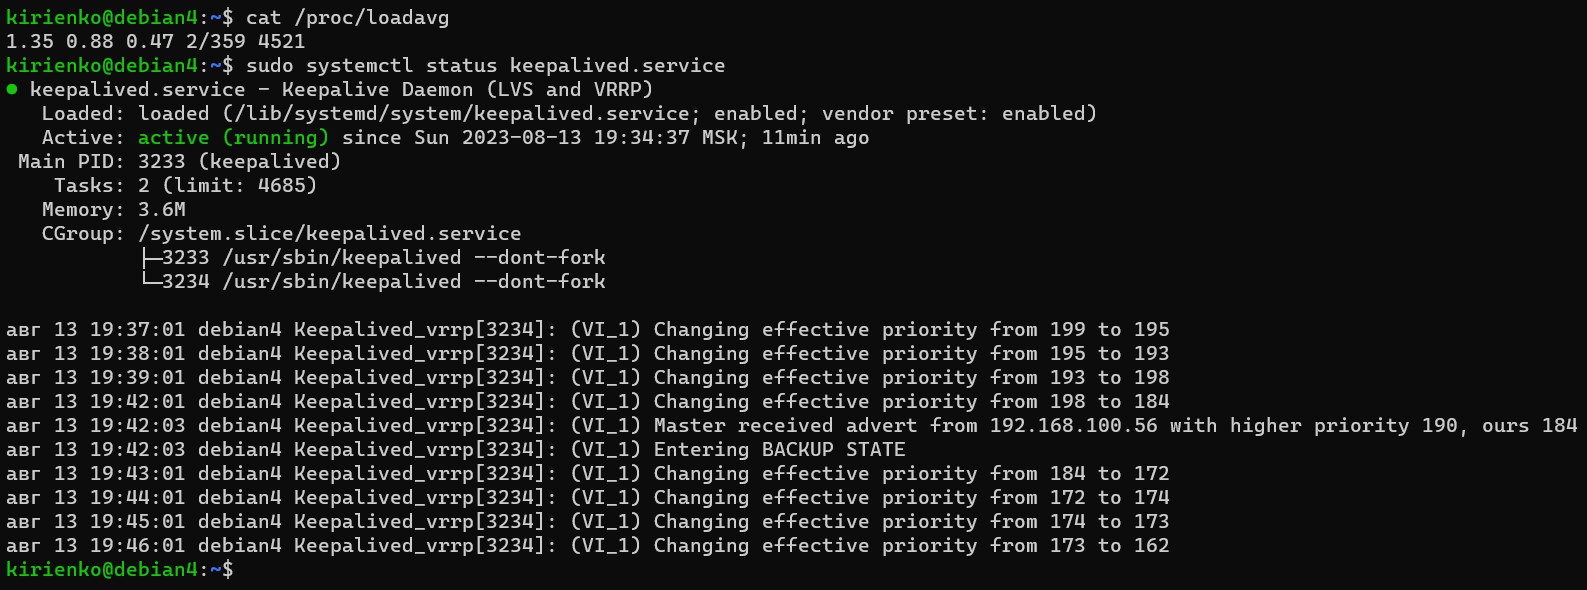 kirienko@debian4:~$ cat /proc/loadavg
1.35 0.88 0.47 2/359 4521
kirienko@debian4:~$ sudo systemctl status keepalived.service
● keepalived.service - Keepalive Daemon (LVS and VRRP)
   Loaded: loaded (/lib/systemd/system/keepalived.service; enabled; vendor preset: enabled)
   Active: active (running) since Sun 2023-08-13 19:34:37 MSK; 11min ago
 Main PID: 3233 (keepalived)
    Tasks: 2 (limit: 4685)
   Memory: 3.6M
   CGroup: /system.slice/keepalived.service
           ├─3233 /usr/sbin/keepalived --dont-fork
           └─3234 /usr/sbin/keepalived --dont-fork

авг 13 19:37:01 debian4 Keepalived_vrrp[3234]: (VI_1) Changing effective priority from 199 to 195
авг 13 19:38:01 debian4 Keepalived_vrrp[3234]: (VI_1) Changing effective priority from 195 to 193
авг 13 19:39:01 debian4 Keepalived_vrrp[3234]: (VI_1) Changing effective priority from 193 to 198
авг 13 19:42:01 debian4 Keepalived_vrrp[3234]: (VI_1) Changing effective priority from 198 to 184
авг 13 19:42:03 debian4 Keepalived_vrrp[3234]: (VI_1) Master received advert from 192.168.100.56 with higher priority 190, ours 184
авг 13 19:42:03 debian4 Keepalived_vrrp[3234]: (VI_1) Entering BACKUP STATE
авг 13 19:43:01 debian4 Keepalived_vrrp[3234]: (VI_1) Changing effective priority from 184 to 172
авг 13 19:44:01 debian4 Keepalived_vrrp[3234]: (VI_1) Changing effective priority from 172 to 174
авг 13 19:45:01 debian4 Keepalived_vrrp[3234]: (VI_1) Changing effective priority from 174 to 173
авг 13 19:46:01 debian4 Keepalived_vrrp[3234]: (VI_1) Changing effective priority from 173 to 162
kirienko@debian4:~$